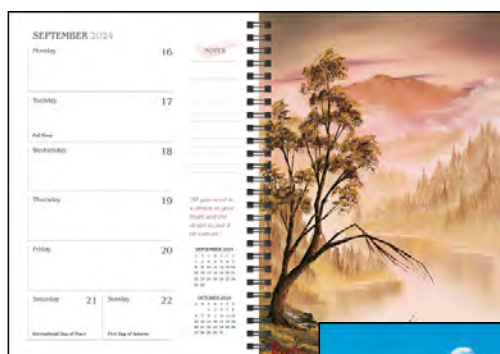 SEPTEMBER 2024
NOTES
Monday 16
Tuesday 17
Full Moon
Wednesday 18
Thursday 19
Friday 20
Saturday 21
International Day of Peace
Sunday 22
First Day of Autumn
"All you need is
a dream in your
heart and the
desire to put it
on canvas."
SEPTEMBER 2024
OCTOBER 2024